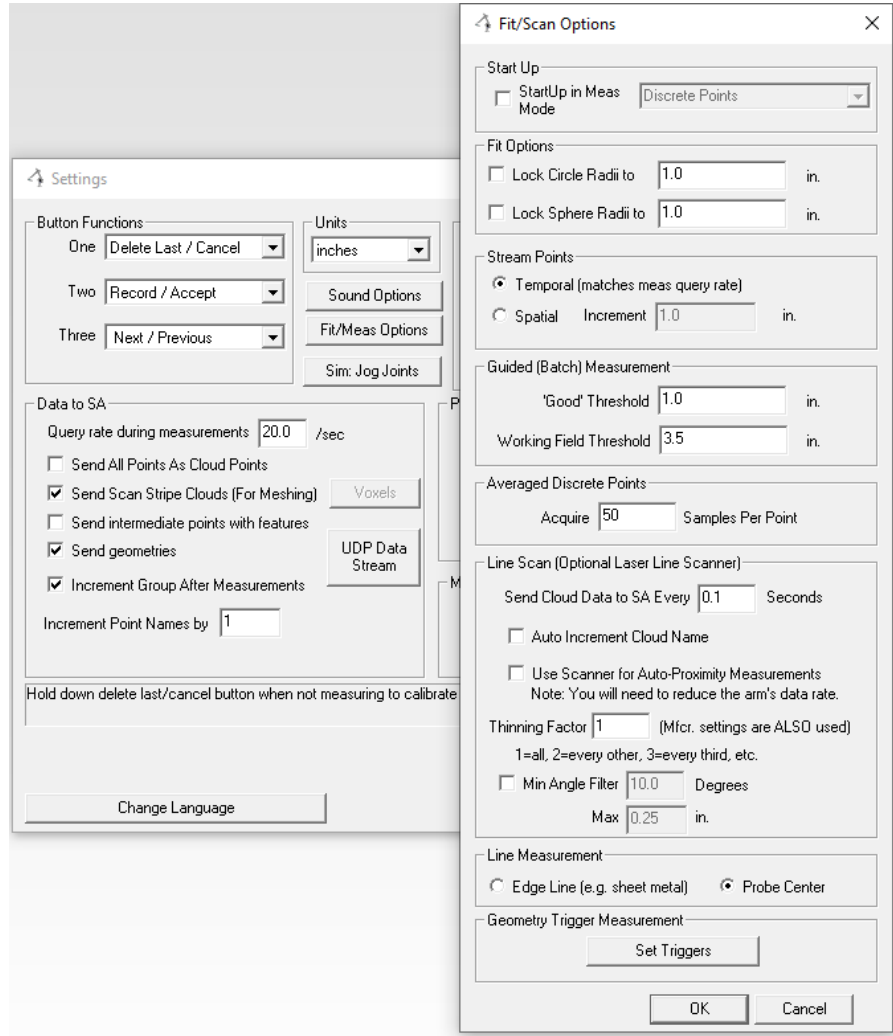 Settings
Button Functions
One Delete Last / Cancel
Two Record / Accept
Three Next / Previous
Units
inches
Sound Options
Fit/Meas Options
Sim: Jog Joints
Data to SA
Query rate during measurements 20.0 /sec
Send All Points As Cloud Points
Send Scan Stripe Clouds (For Meshing) Voxels
Send intermediate points with features
Send geometries
UDP Data
Stream
Increment Group After Measurements
Increment Point Names by 1
P
M
Hold down delete last/cancel button when not measuring to calibrate
Change Language
Fit/Scan Options
Start Up
StartUp in Meas
Mode
Discrete Points
Fit Options
Lock Circle Radii to 1.0 in.
Lock Sphere Radii to 1.0 in.
Stream Points
Temporal (matches meas query rate)
Spatial Increment 1.0 in.
Guided (Batch) Measurement
'Good' Threshold 1.0 in.
Working Field Threshold 3.5 in.
Averaged Discrete Points
Acquire 50 Samples Per Point
Line Scan (Optional Laser Line Scanner)
Send Cloud Data to SA Every 0.1 Seconds
Auto Increment Cloud Name
Use Scanner for Auto-Proximity Measurements
Note: You will need to reduce the arm's data rate.
Thinning Factor 1 (Mfcr. settings are ALSO used)
1=all, 2=every other, 3=every third, etc.
Min Angle Filter 10.0 Degrees
Max 0.25 in.
Line Measurement
Edge Line (e.g. sheet metal) Probe Center
Geometry Trigger Measurement
Set Triggers
OK Cancel